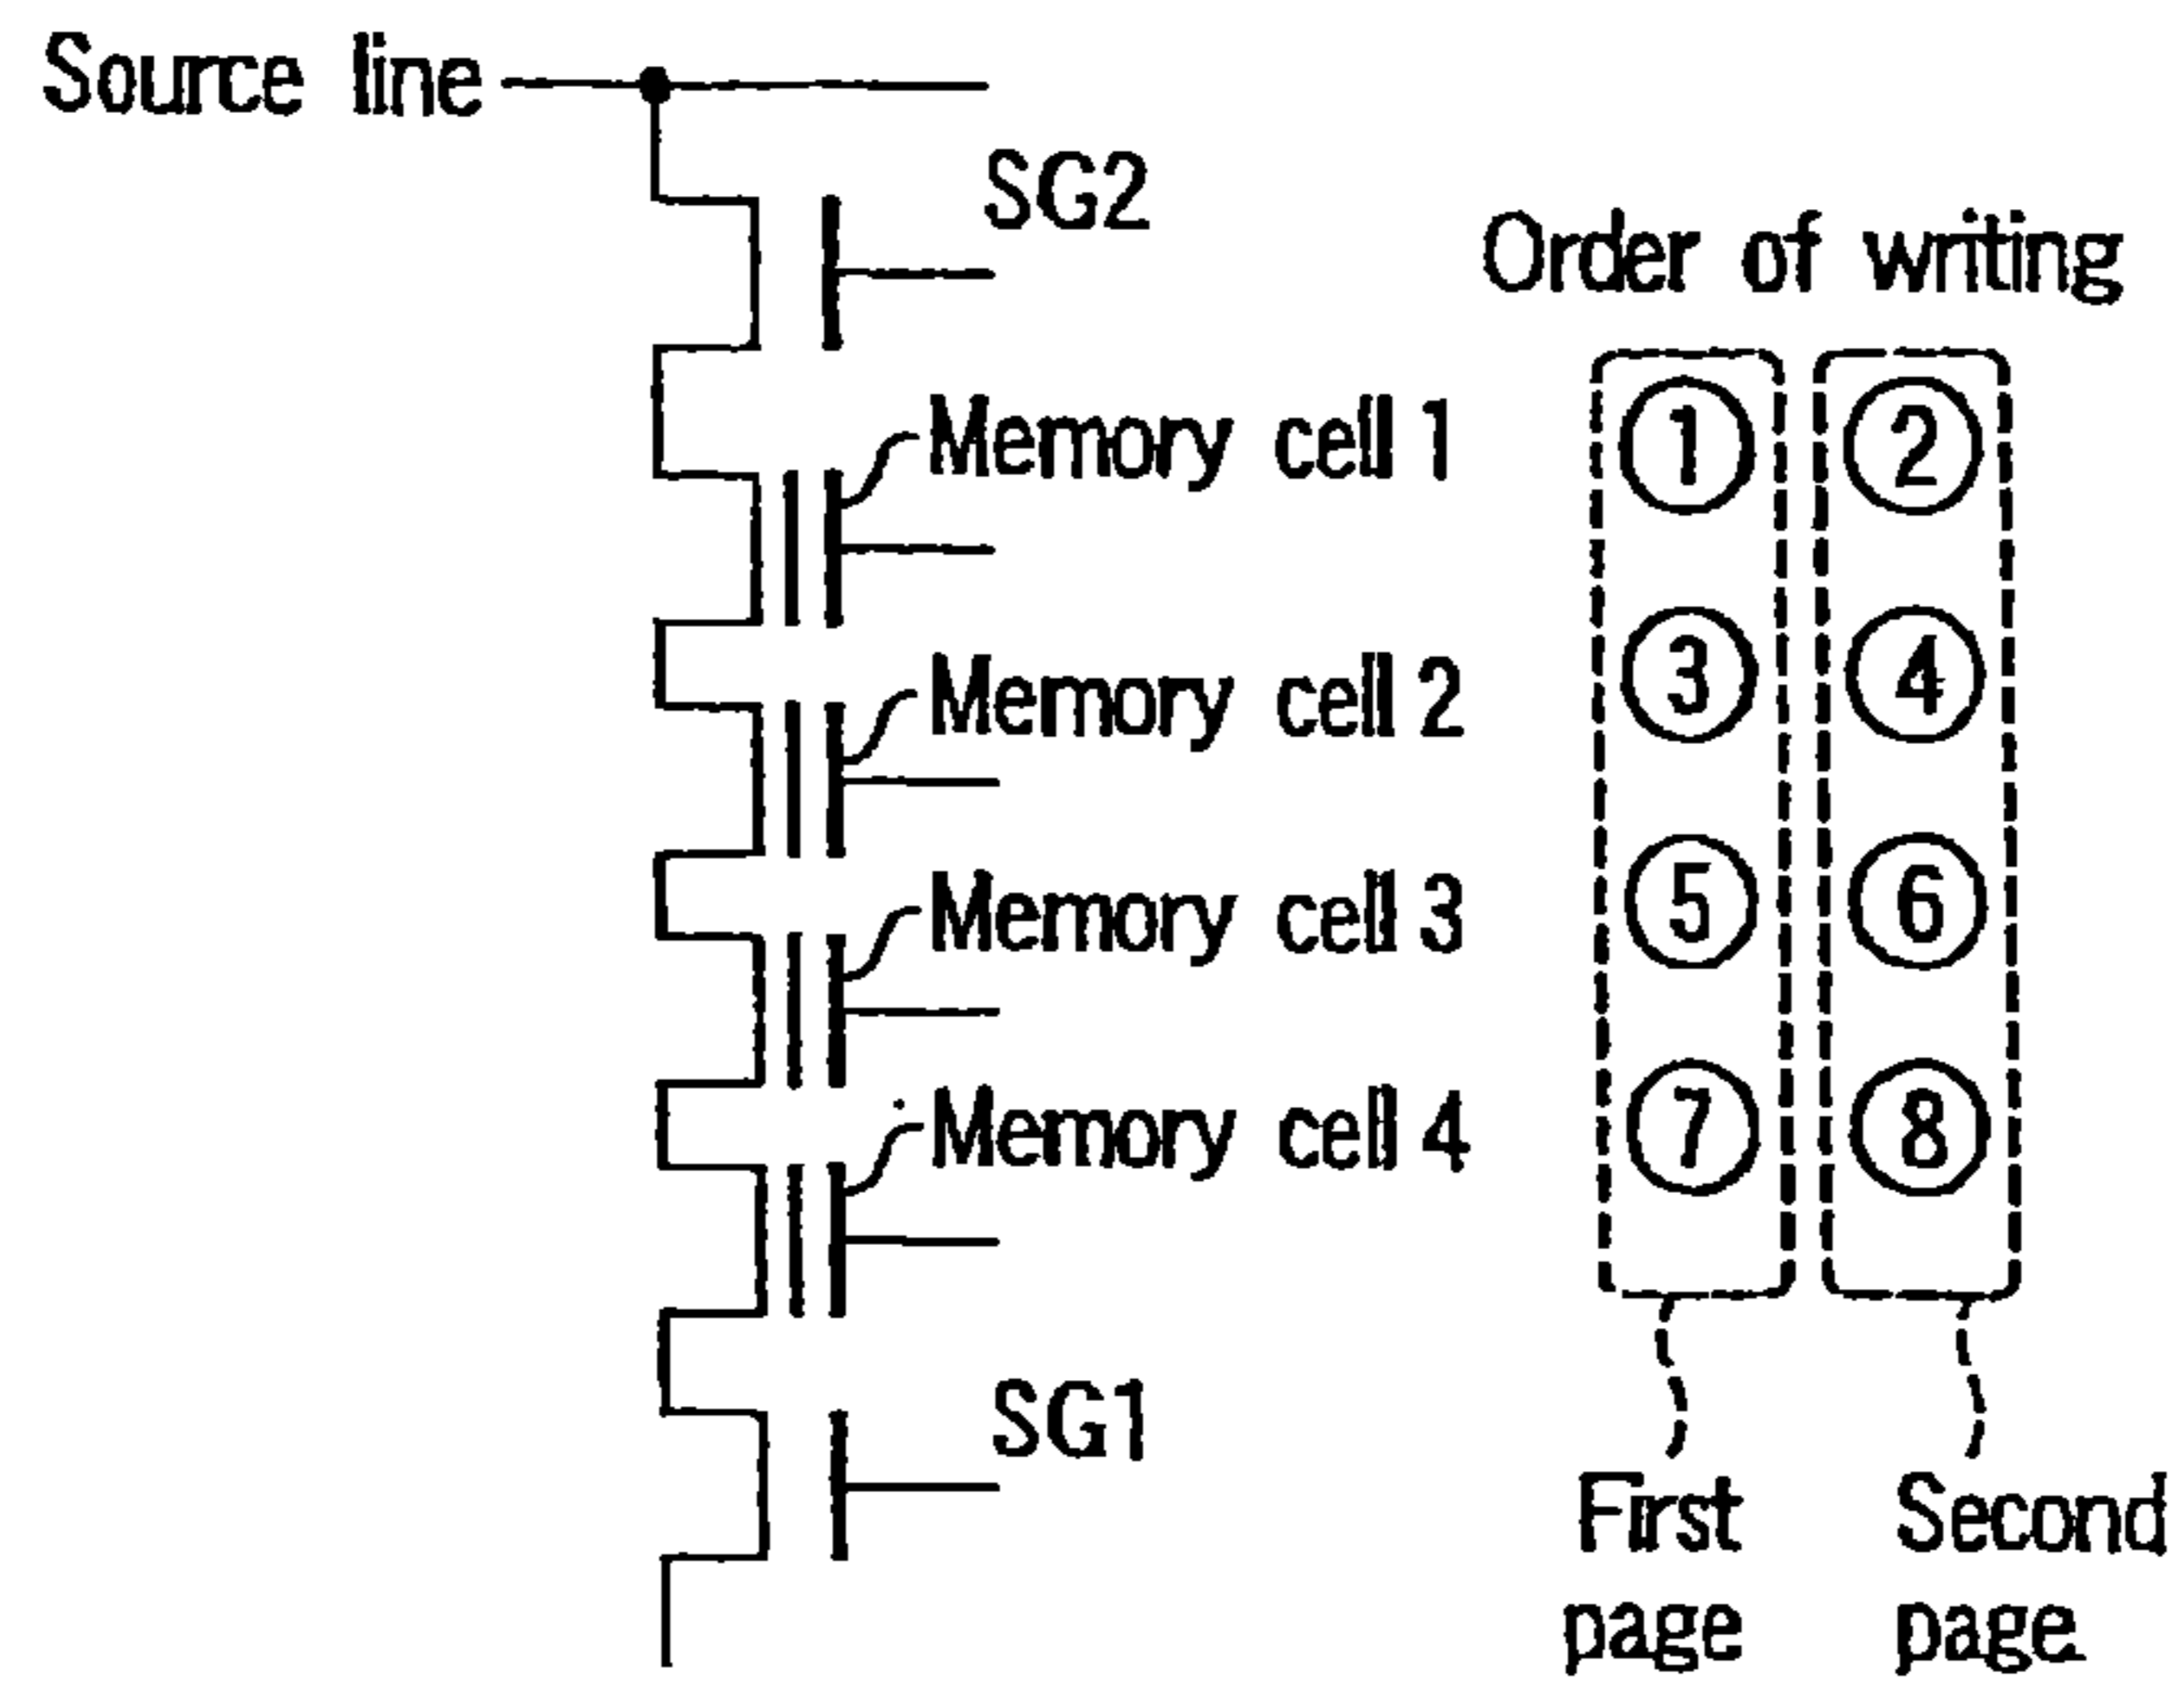 Source line
SG2
Order of writing
Memory cell 1 ① ②
Memory cell 2 ③ ④
Memory cell 3 ⑤ ⑥
Memory cell 4 ⑦ ⑧
SG1
First page
Second page